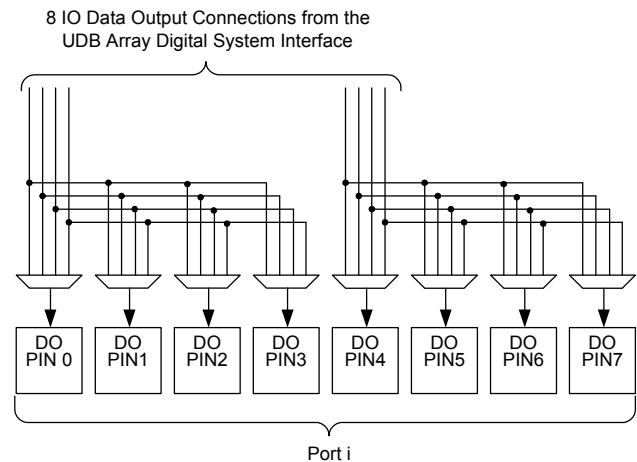 8 IO Data Output Connections from the
UDB Array Digital System Interface
DO DO DO DO DO DO DO DO
PIN 0 PIN1 PIN2 PIN3 PIN4 PIN5 PIN6 PIN7
Port i